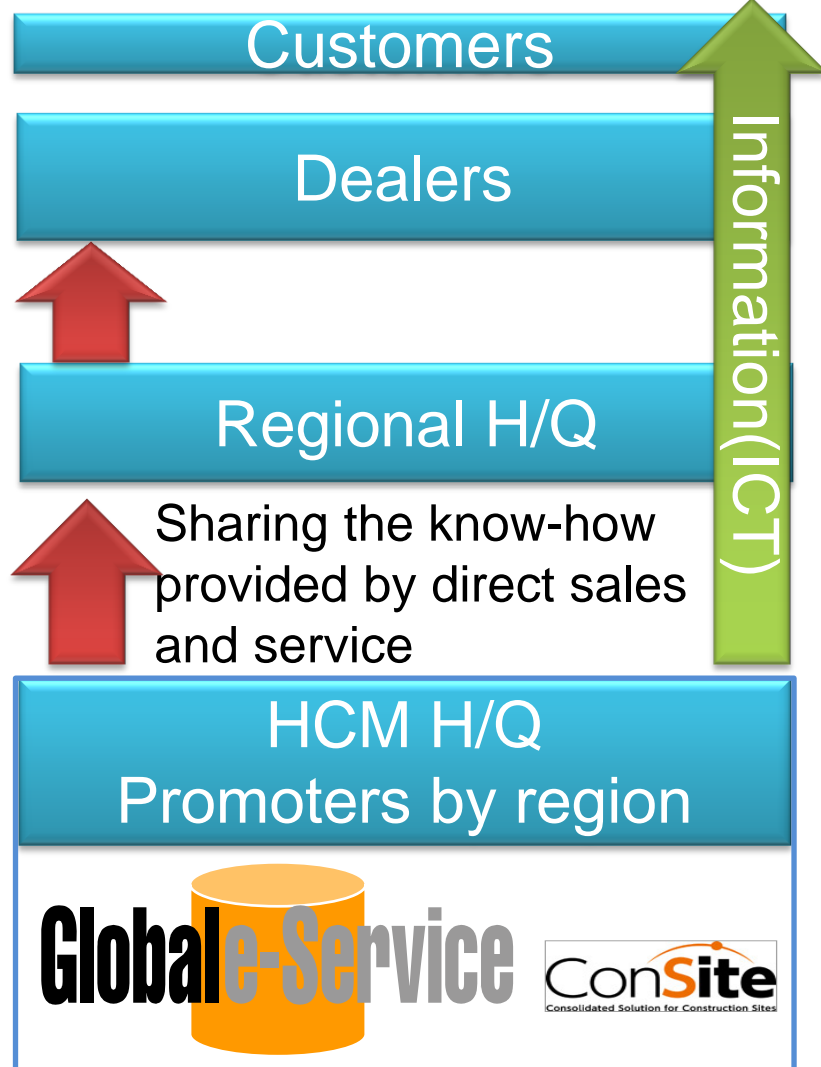 Customers
Dealers
Information(ICT)
Regional H/Q
Sharing the know-how
provided by direct sales
and service
HCM H/Q
Promoters by region
Global e-Service
ConSite
Consolidated Solution for Construction Sites